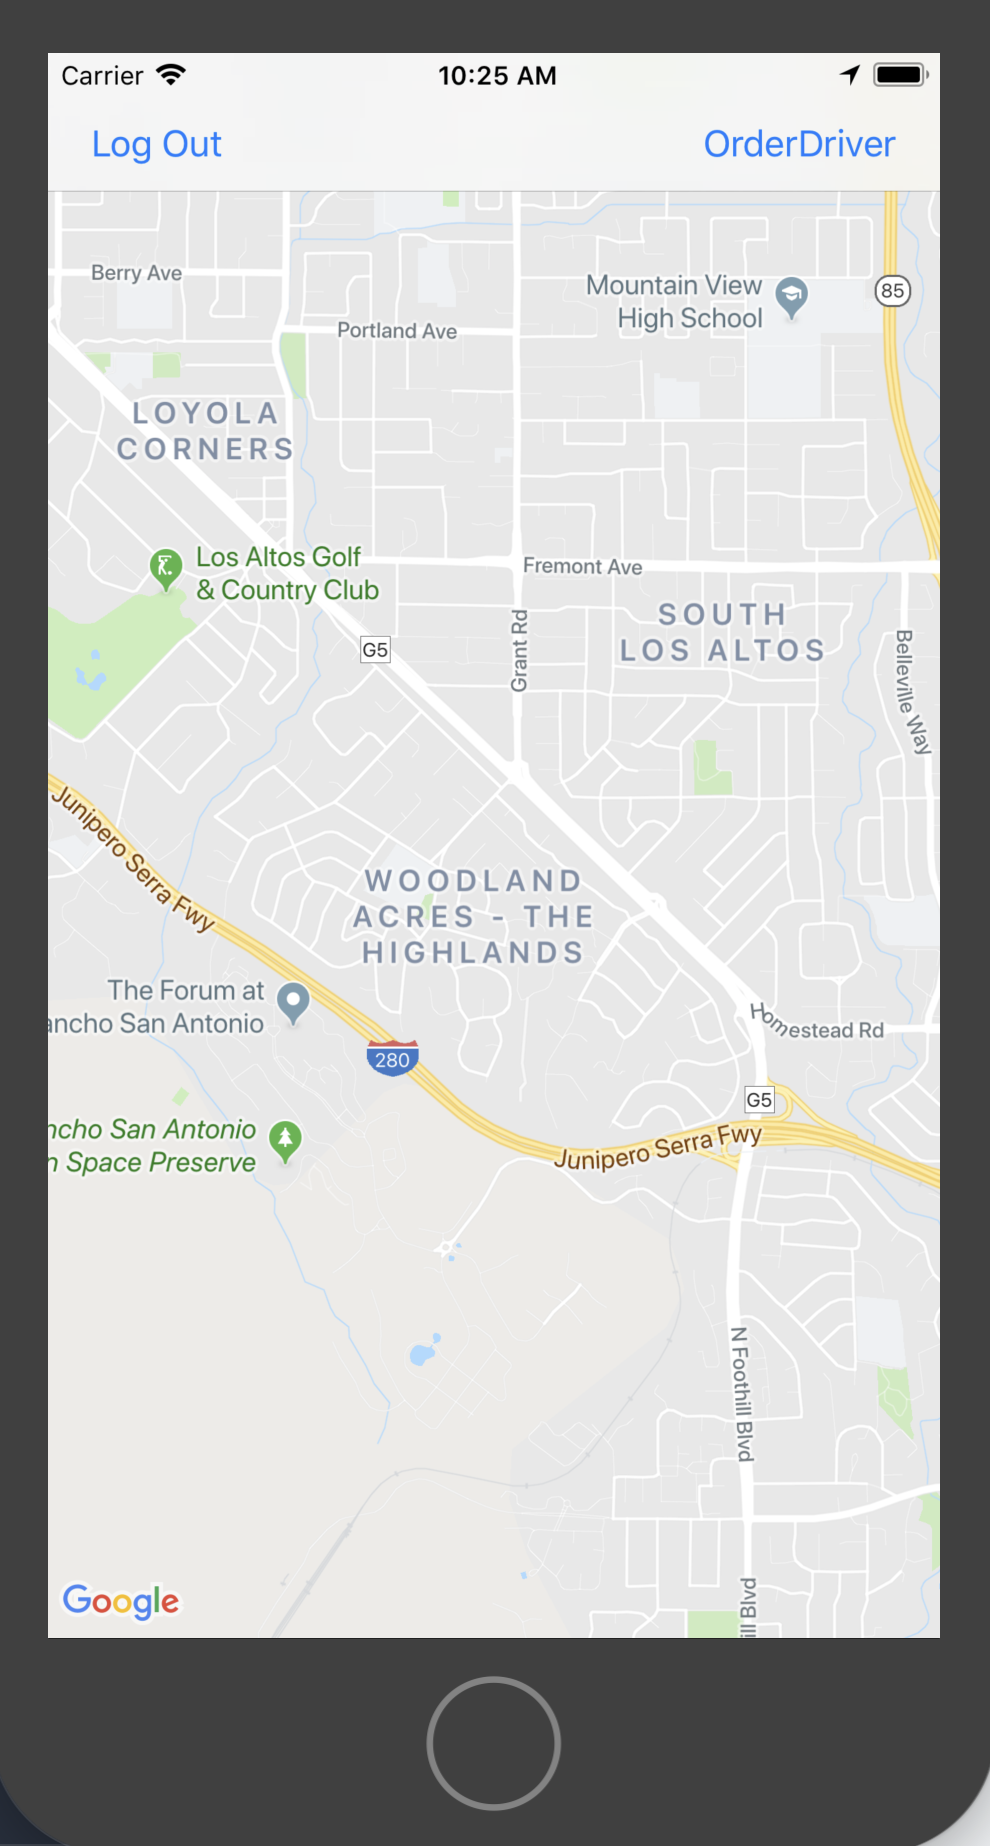 Carrier
10:25 AM
Log Out
OrderDriver
Berry Ave
Mountain View
High School
85
Portland Ave
LOYOLA
CORNERS
Los Altos Golf
& Country Club
Fremont Ave
SOUTH
LOS ALTOS
G5
Grant Rd
Belleville Way
Junipero Serra Fwy
WOODLAND
ACRES - THE
HIGHLANDS
The Forum at
ancho San Antonio
Homestead Rd
280
G5
ncho San Antonio
n Space Preserve
Junipero Serra Fwy
N Foothill Blvd
ill Blvd
Google